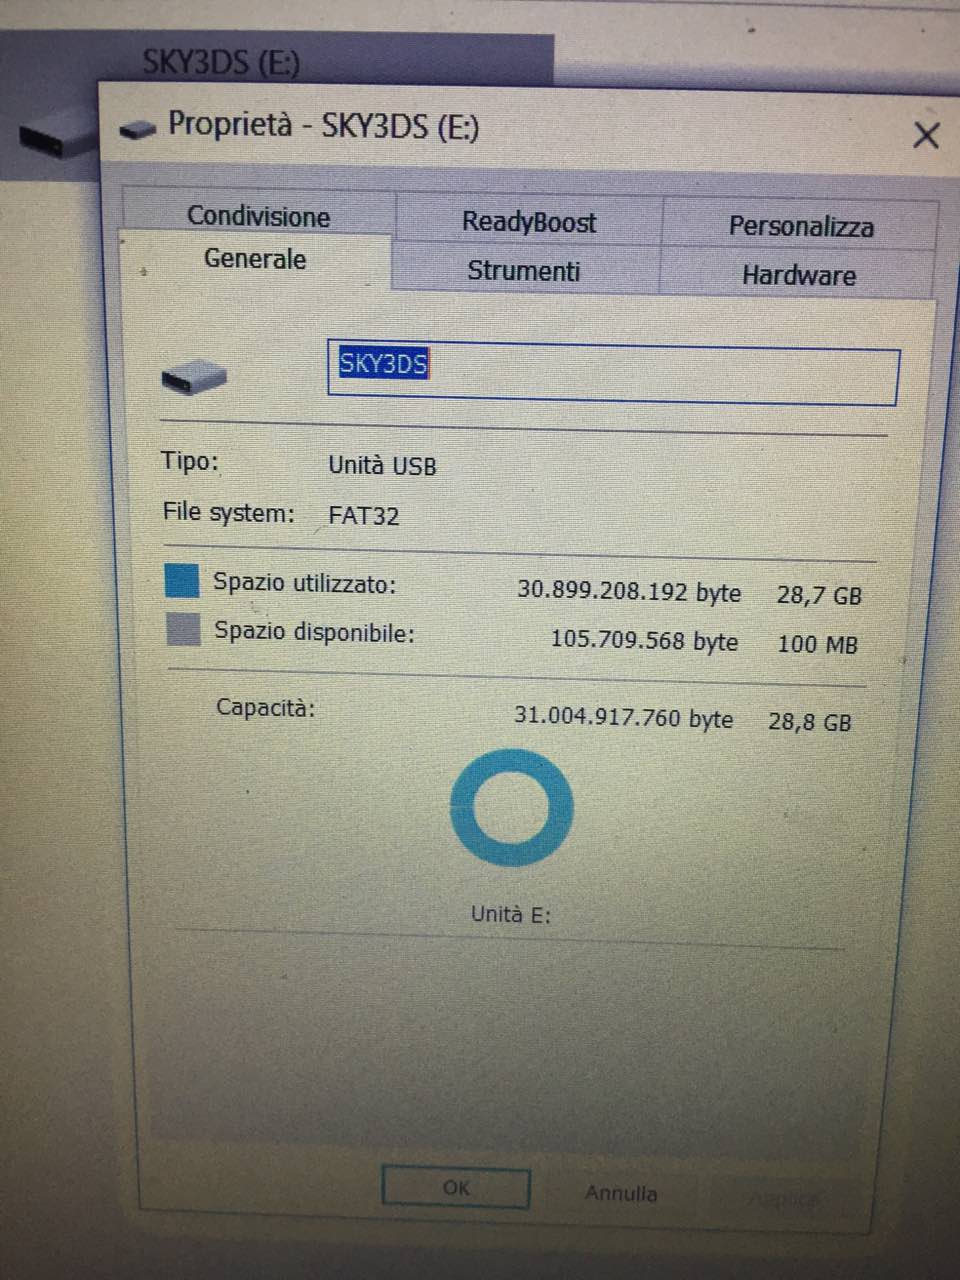 SKY3DS (E:)
Proprietà - SKY3DS (E:)
Condivisione ReadyBoost Personalizza
Generale Strumenti Hardware
SKY3DS
Tipo: Unità USB
File system: FAT32
Spazio utilizzato: 30.899.208.192 byte 28,7 GB
Spazio disponibile: 105.709.568 byte 100 MB
Capacità: 31.004.917.760 byte 28,8 GB
Unità E:
OK Annulla